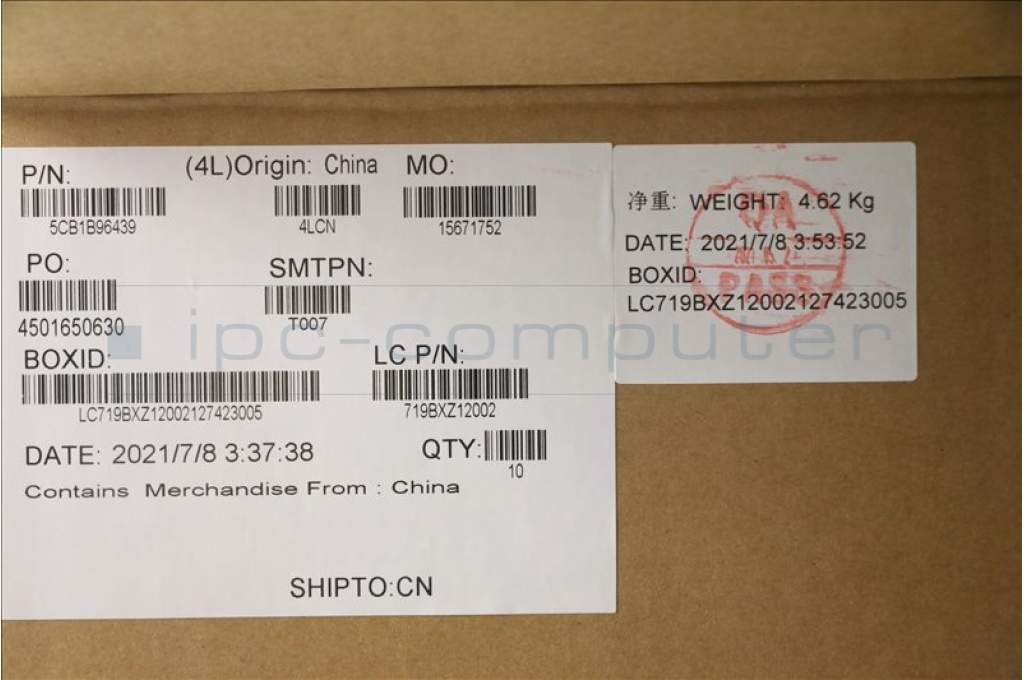 P/N:
5CB1B96439
(4L)Origin: China
4LCN
MO:
15671752
PO:
4501650630
SMTPN:
T007
BOXID:
LC719BXZ12002127423005
LC P/N:
719BXZ12002
DATE: 2021/7/8 3:37:38
QTY:
10
Contains Merchandise From : China
SHIPTO:CN
净重: WEIGHT: 4.62 Kg
DATE: 2021/7/8 3:53:52
BOXID:
LC719BXZ12002127423005
QA
PASS
ipc-computer